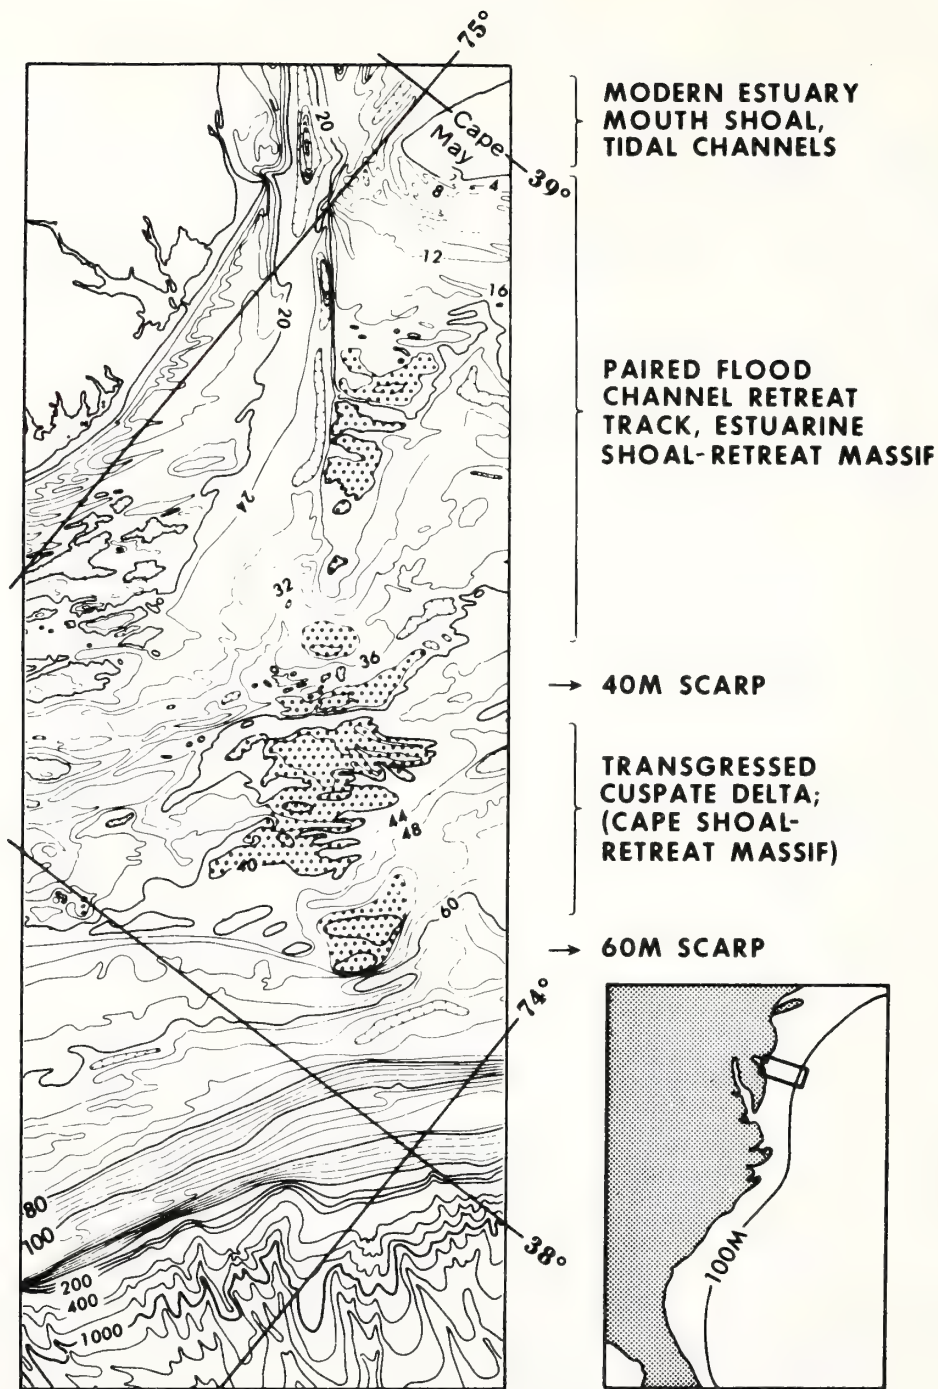 75°
20
Cape
May
39°
8
4
12
16
20
24
32
36
44
48
40
60
74°
80
100
38°
200
400
1000
MODERN ESTUARY
MOUTH SHOAL,
TIDAL CHANNELS
PAIRED FLOOD
CHANNEL RETREAT
TRACK, ESTUARINE
SHOAL-RETREAT MASSIF
40M SCARP
TRANSGRESSED
CUSPATE DELTA;
(CAPE SHOAL-
RETREAT MASSIF)
60M SCARP
100M